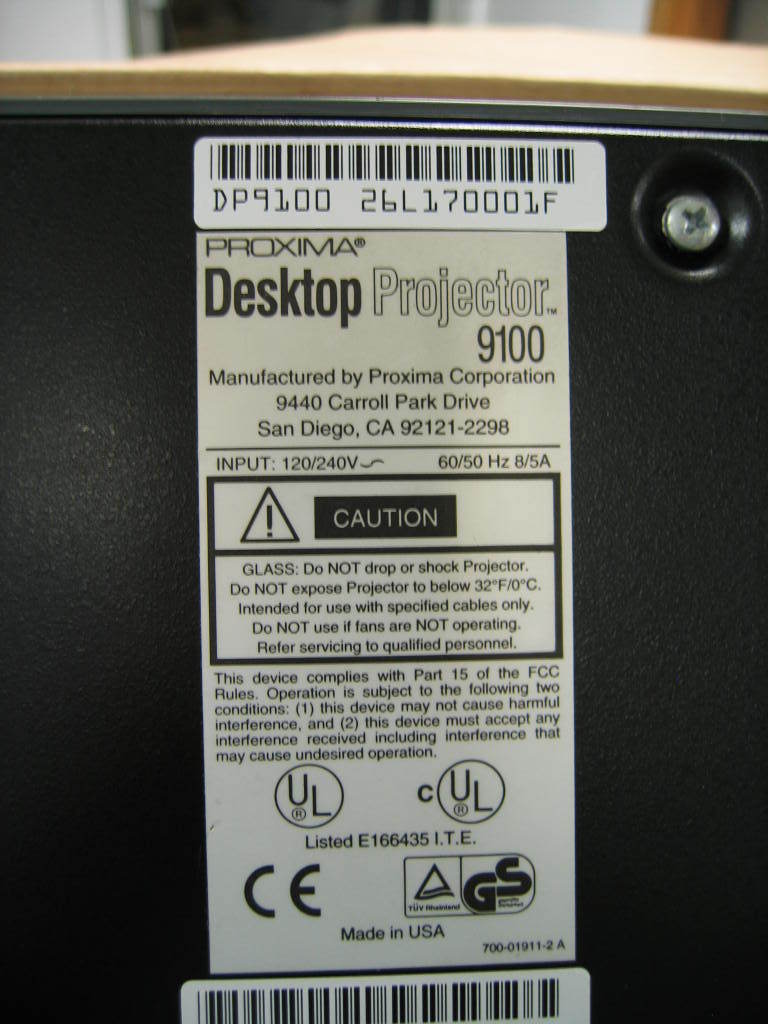 DP9100 26L170001F
PROXIMA®
Desktop Projector™
9100
Manufactured by Proxima Corporation
9440 Carroll Park Drive
San Diego, CA 92121-2298
INPUT: 120/240V 60/50 Hz 8/5A
CAUTION
GLASS: Do NOT drop or shock Projector.
Do NOT expose Projector to below 32°F/0°C.
Intended for use with specified cables only.
Do NOT use if fans are NOT operating.
Refer servicing to qualified personnel.
This device complies with Part 15 of the FCC
Rules. Operation is subject to the following two
conditions: (1) this device may not cause harmful
interference, and (2) this device must accept any
interference received including interference that
may cause undesired operation.
UL® c UL®
Listed E166435 I.T.E.
CE TÜV Rheinland GS geprüfte Sicherheit
Made in USA
700-01911-2 A